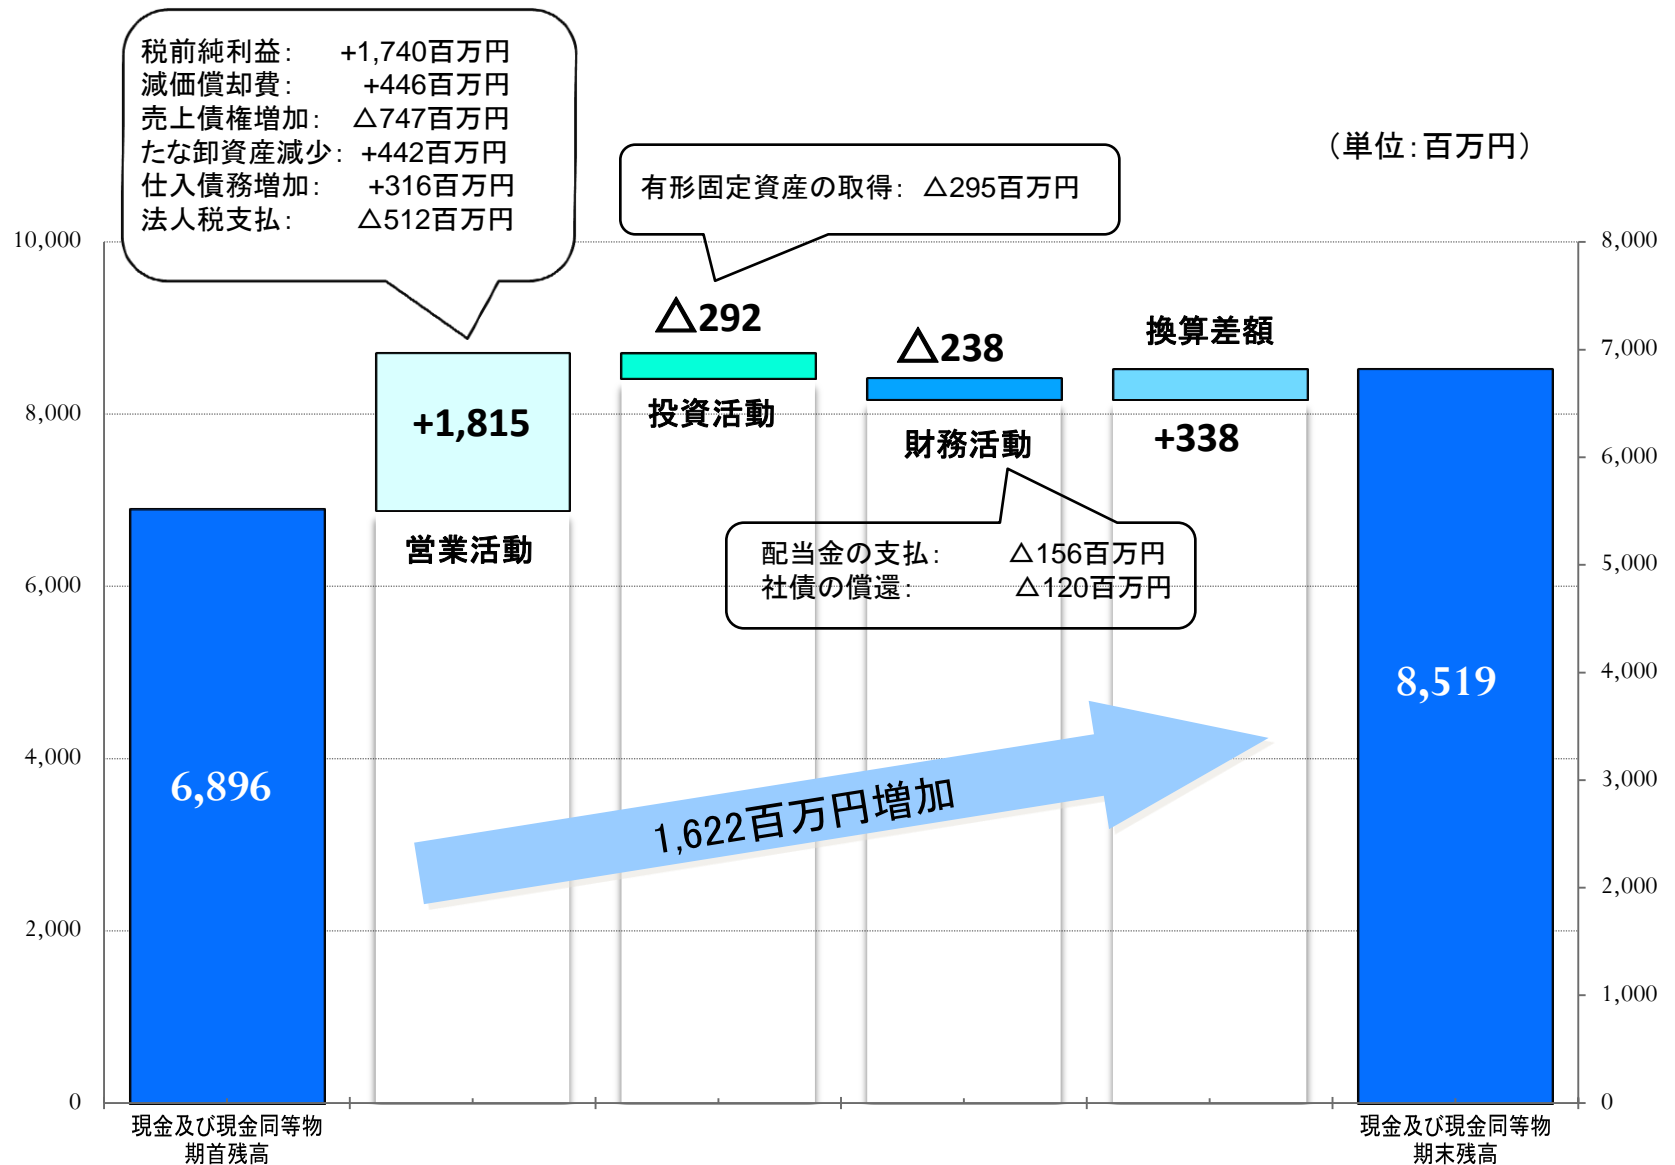 税前純利益： +1,740百万円
減価償却費： +446百万円
売上債権増加： △747百万円
たな卸資産減少： +442百万円
仕入債務増加： +316百万円
法人税支払： △512百万円
（単位：百万円）
有形固定資産の取得： △295百万円
10,000
8,000
6,000
4,000
2,000
0
8,000
7,000
6,000
5,000
4,000
3,000
2,000
1,000
0
△292
投資活動
△238
財務活動
換算差額
+338
+1,815
営業活動
配当金の支払： △156百万円
社債の償還： △120百万円
6,896
8,519
1,622百万円増加
現金及び現金同等物
期首残高
現金及び現金同等物
期末残高